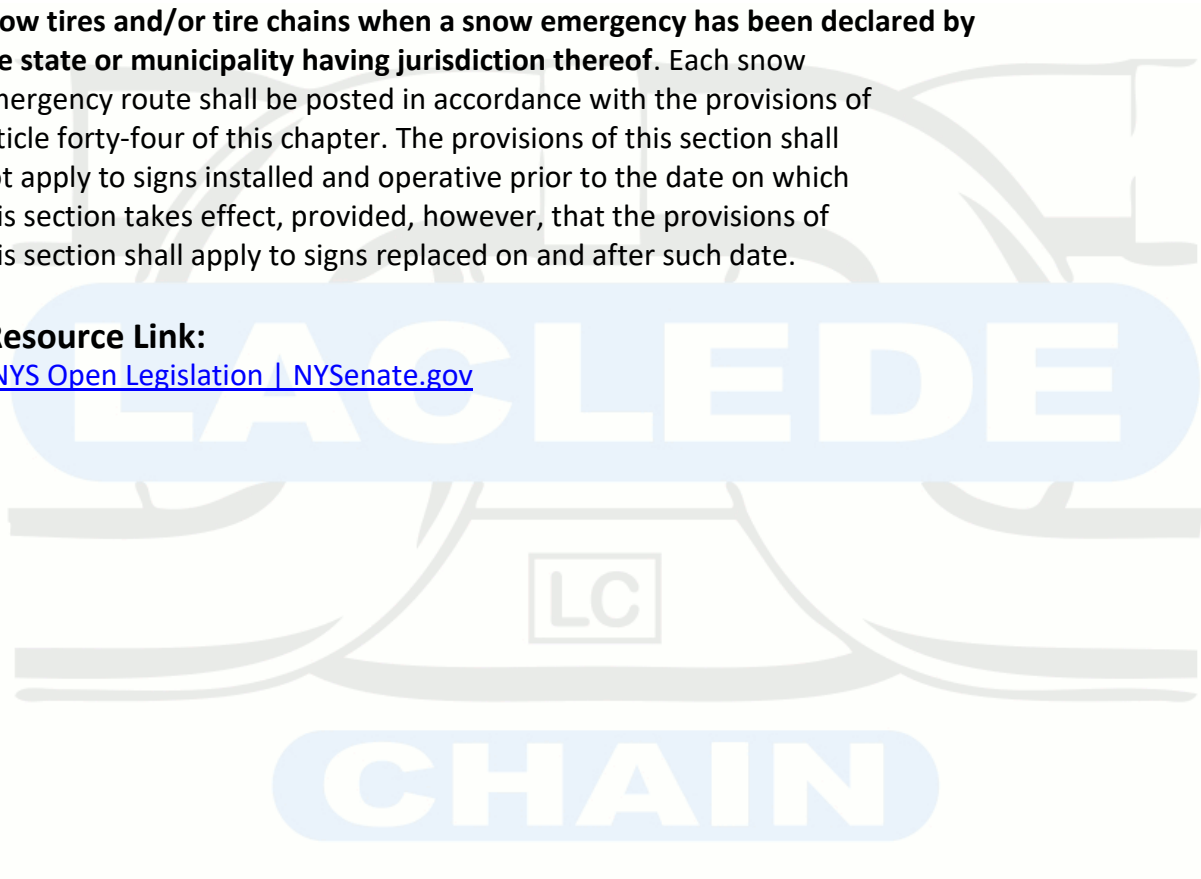 ow tires and/or tire chains when a snow emergency has been declared by
e state or municipality having jurisdiction thereof. Each snow
mergency route shall be posted in accordance with the provisions of
ticle forty-four of this chapter. The provisions of this section shall
t apply to signs installed and operative prior to the date on which
is section takes effect, provided, however, that the provisions of
is section shall apply to signs replaced on and after such date.
Resource Link:
NYS Open Legislation | NYSenate.gov
LACLEDE
LC
CHAIN